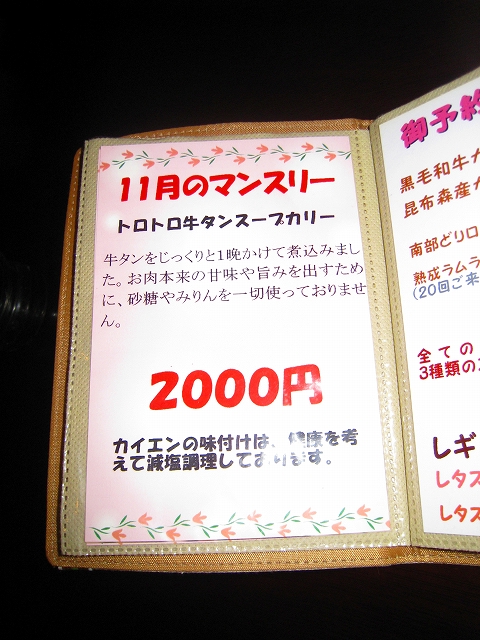 11月のマンスリー
トロトロ牛タンスープカリー
牛タンをじっくりと1晩かけて煮込みまし
た。お肉本来の甘味や旨みを出すため
に、砂糖やみりんを一切使っておりませ
ん。
2000円
カイエンの味付けは、健康を考
えて減塩調理しております。
御予約
黒毛和牛カ
昆布森産カ
南部どりロ
熟成ラムラ
(20回ご来
全ての
3種類の
レギ
レタス
レタス